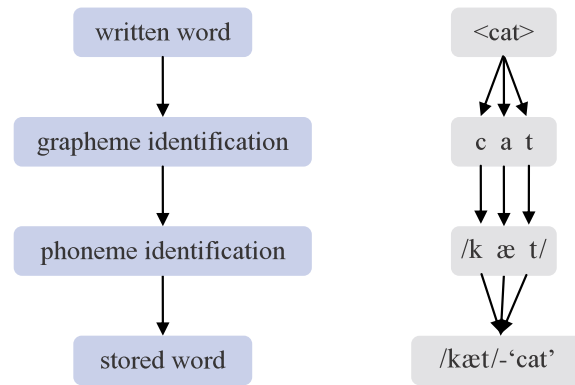 written word
<cat>
grapheme identification
c a t
phoneme identification
/k æ t/
stored word
/kæt/-‘cat’